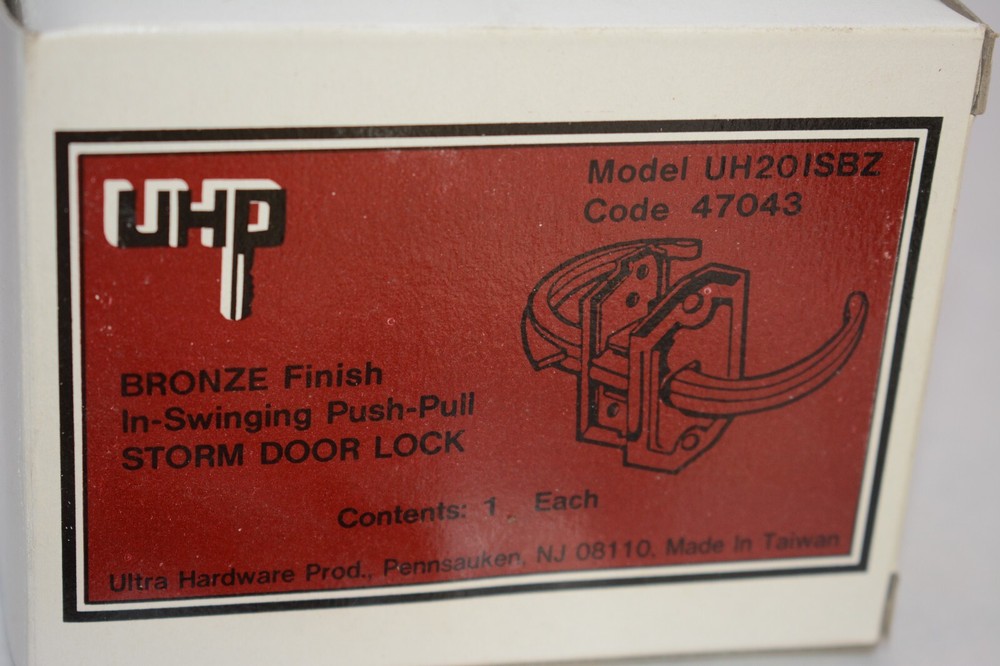 UHP
Model UH201SBZ
Code 47043
BRONZE Finish
In-Swinging Push-Pull
STORM DOOR LOCK
Contents: 1 Each
Ultra Hardware Prod., Pennsauken, NJ 08110. Made In Taiwan